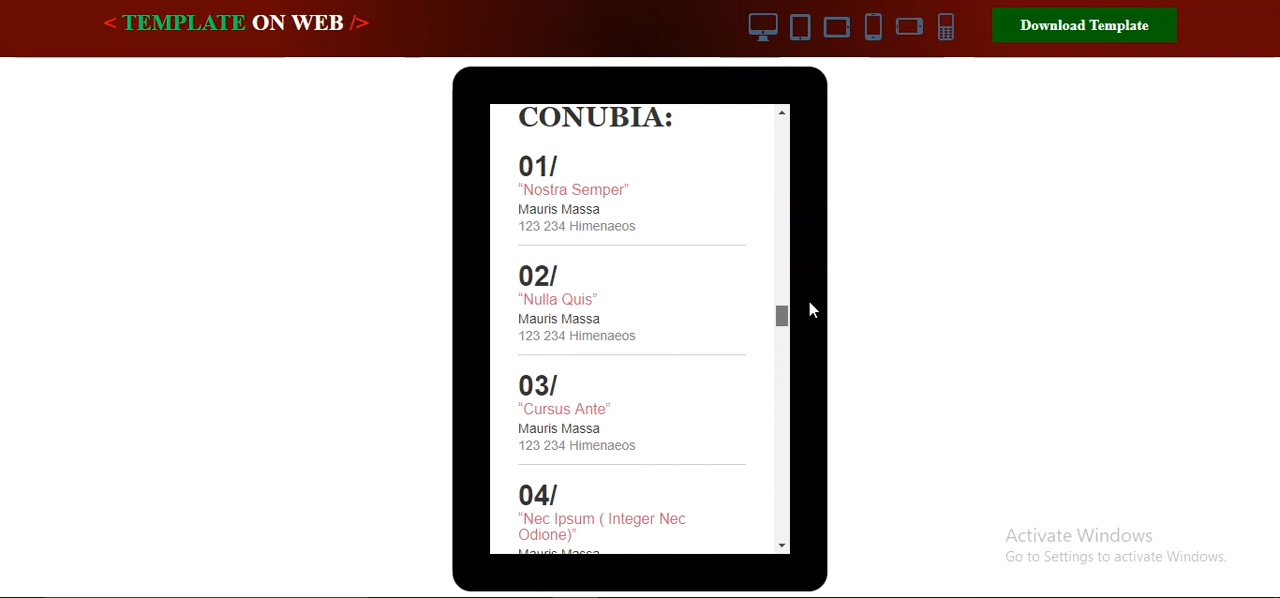 < TEMPLATE ON WEB />
Download Template
CONUBIA:
01/
“Nostra Semper”
Mauris Massa
123 234 Himenaeos
02/
“Nulla Quis”
Mauris Massa
123 234 Himenaeos
03/
“Cursus Ante”
Mauris Massa
123 234 Himenaeos
04/
“Nec Ipsum ( Integer Nec
Odione)”
Mauris Massa
Activate Windows
Go to Settings to activate Windows.